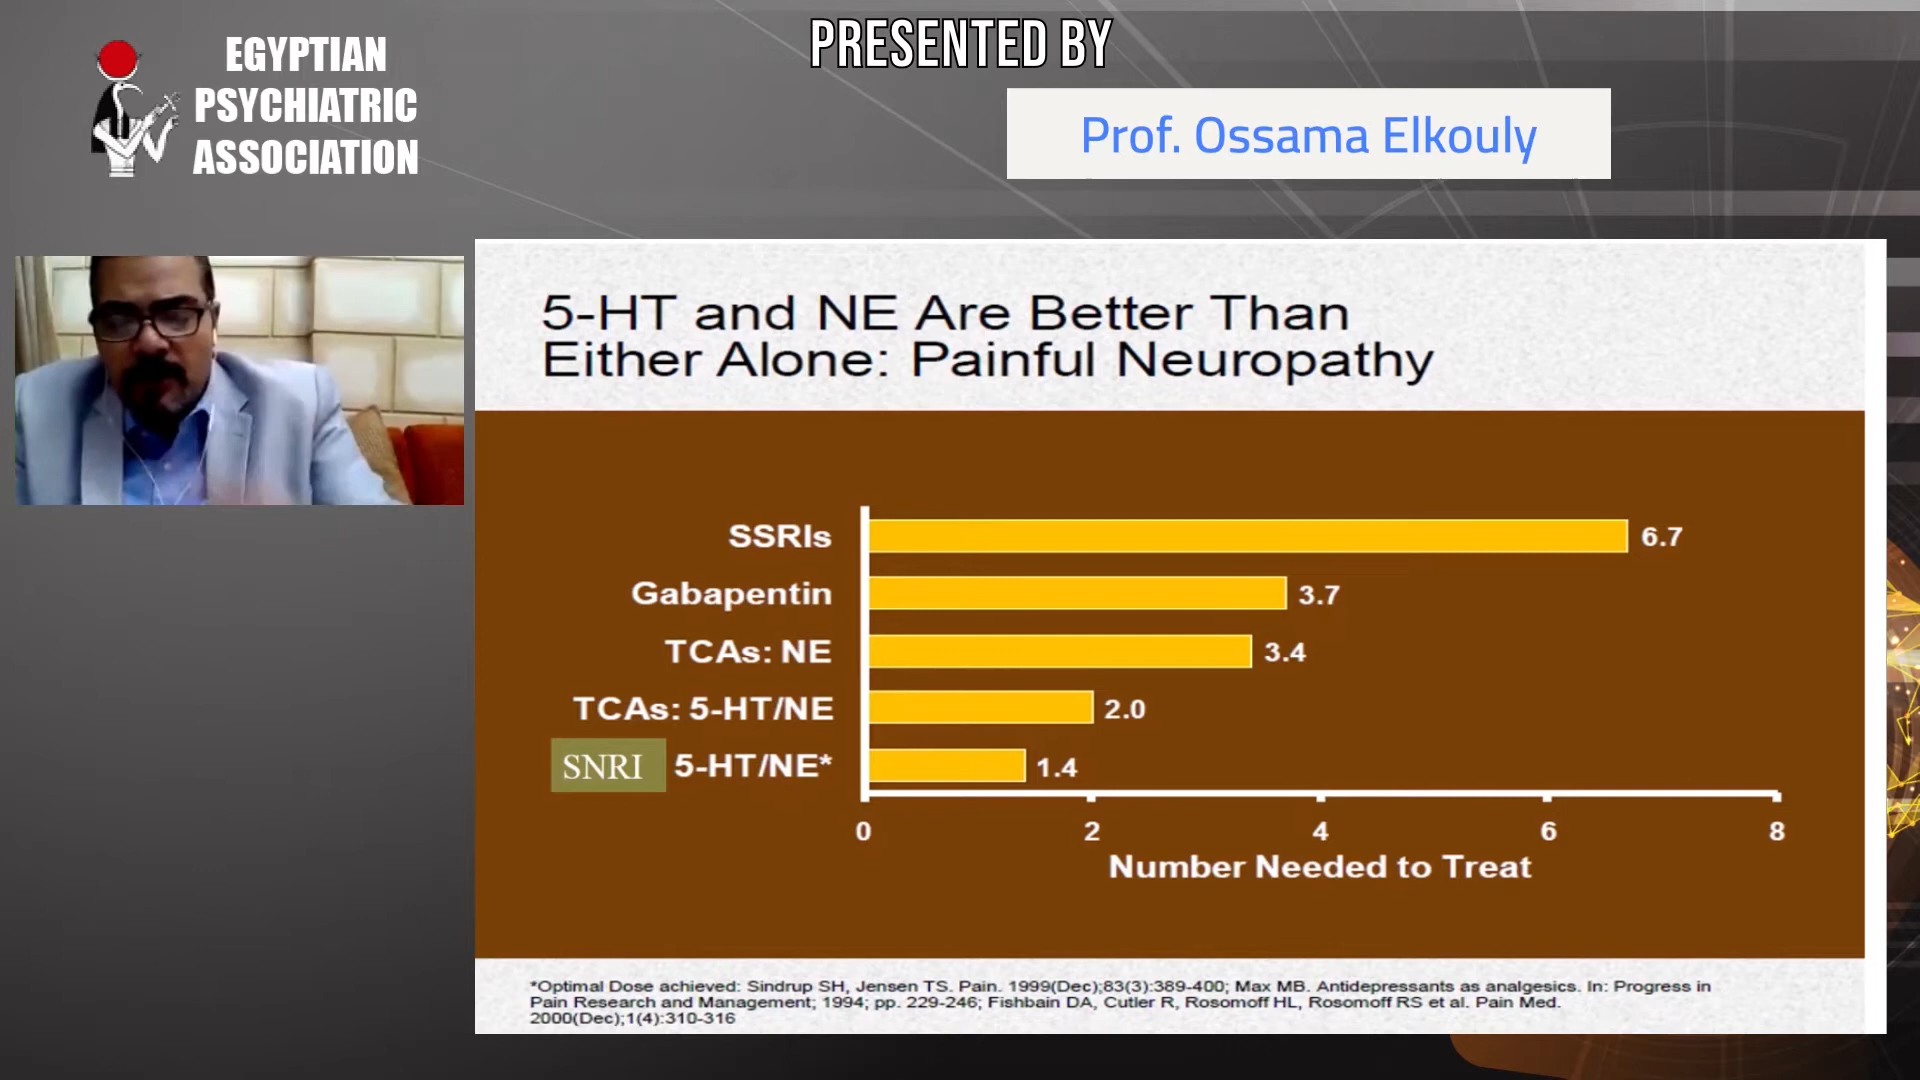 EGYPTIAN
PSYCHIATRIC
ASSOCIATION
PRESENTED BY
Prof. Ossama Elkouly
5-HT and NE Are Better Than
Either Alone: Painful Neuropathy
SSRIs 6.7
Gabapentin 3.7
TCAs: NE 3.4
TCAs: 5-HT/NE 2.0
SNRI 5-HT/NE* 1.4
0 2 4 6 8
Number Needed to Treat
*Optimal Dose achieved: Sindrup SH, Jensen TS. Pain. 1999(Dec);83(3):389-400; Max MB. Antidepressants as analgesics. In: Progress in
Pain Research and Management; 1994; pp. 229-246; Fishbain DA, Cutler R, Rosomoff HL, Rosomoff RS et al. Pain Med.
2000(Dec);1(4):310-316